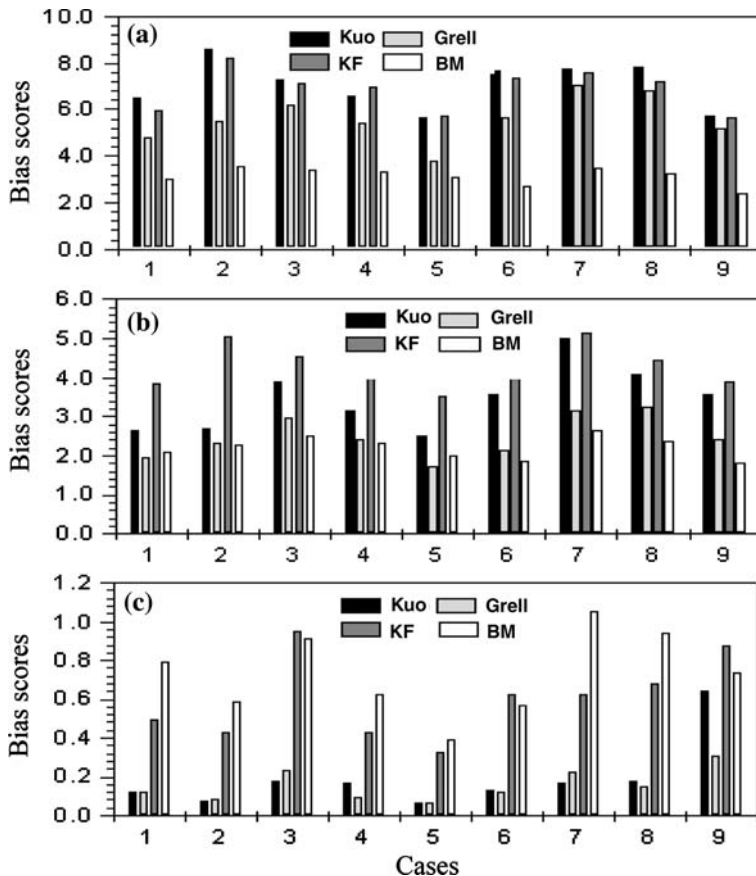 (a)
Kuo Grell
KF BM
Bias scores
10.0
8.0
6.0
4.0
2.0
0.0
1 2 3 4 5 6 7 8 9
(b)
Kuo Grell
KF BM
Bias scores
6.0
5.0
4.0
3.0
2.0
1.0
0.0
1 2 3 4 5 6 7 8 9
(c)
Kuo Grell
KF BM
Bias scores
1.2
1.0
0.8
0.6
0.4
0.2
0.0
1 2 3 4 5 6 7 8 9
Cases